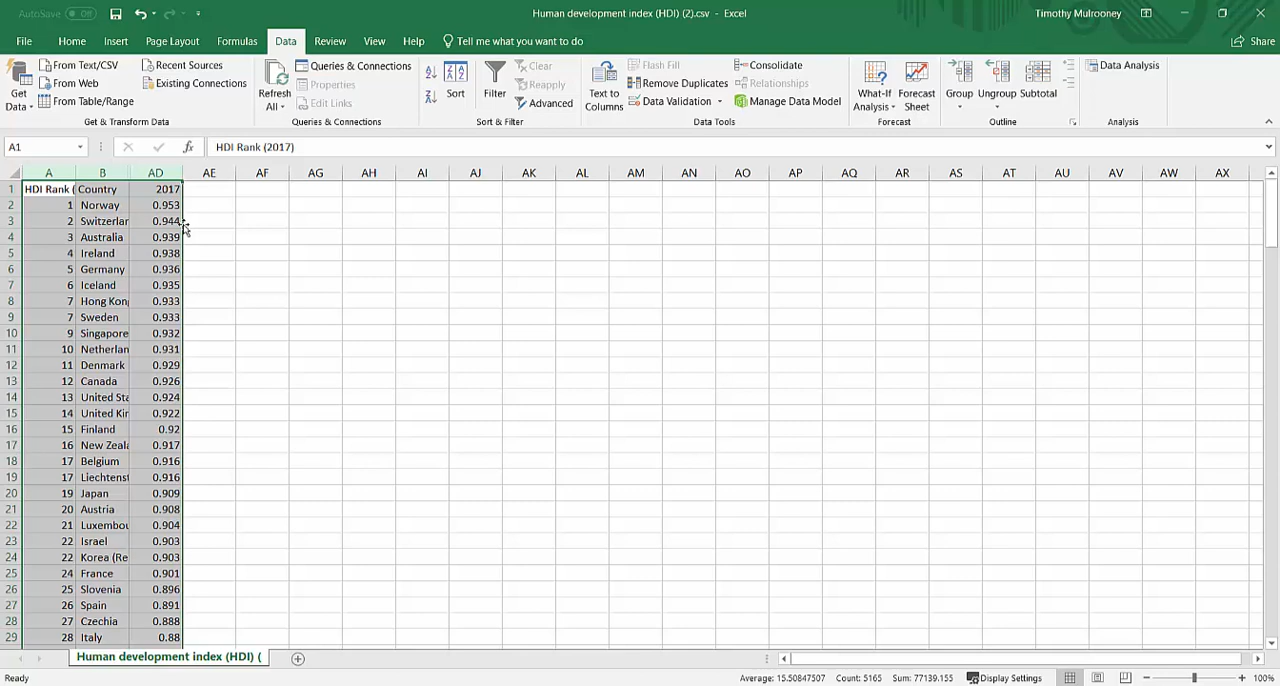 AutoSave Off Human development index (HDI) (2).csv - Excel Timothy Mulrooney
File Home Insert Page Layout Formulas Data Review View Help Tell me what you want to do Share
Get Data From Text/CSV From Web From Table/Range Recent Sources Existing Connections
Refresh All Queries & Connections Properties Edit Links
Sort Filter Clear Reapply Advanced
Text to Columns Flash Fill Remove Duplicates Data Validation Consolidate Relationships Manage Data Model
What-If Analysis Forecast Sheet Group Ungroup Subtotal Data Analysis
Get & Transform Data Queries & Connections Sort & Filter Data Tools Forecast Outline Analysis
A1 fx HDI Rank (2017)
A B AD AE AF AG AH AI AJ AK AL AM AN AO AP AQ AR AS AT AU AV AW AX
1 HDI Rank ( Country 2017
2 1 Norway 0.953
3 2 Switzerlar 0.944
4 3 Australia 0.939
5 4 Ireland 0.938
6 5 Germany 0.936
7 6 Iceland 0.935
8 7 Hong Kong 0.933
9 7 Sweden 0.933
10 9 Singapore 0.932
11 10 Netherlan 0.931
12 11 Denmark 0.929
13 12 Canada 0.926
14 13 United Sta 0.924
15 14 United Kin 0.922
16 15 Finland 0.92
17 16 New Zeala 0.917
18 17 Belgium 0.916
19 17 Liechtenst 0.916
20 19 Japan 0.909
21 20 Austria 0.908
22 21 Luxembou 0.904
23 22 Israel 0.903
24 22 Korea (Re 0.903
25 24 France 0.901
26 25 Slovenia 0.896
27 26 Spain 0.891
28 27 Czechia 0.888
29 28 Italy 0.88
Human development index (HDI) (
Ready Average: 15.50847507 Count: 5165 Sum: 77139.155 Display Settings 100%